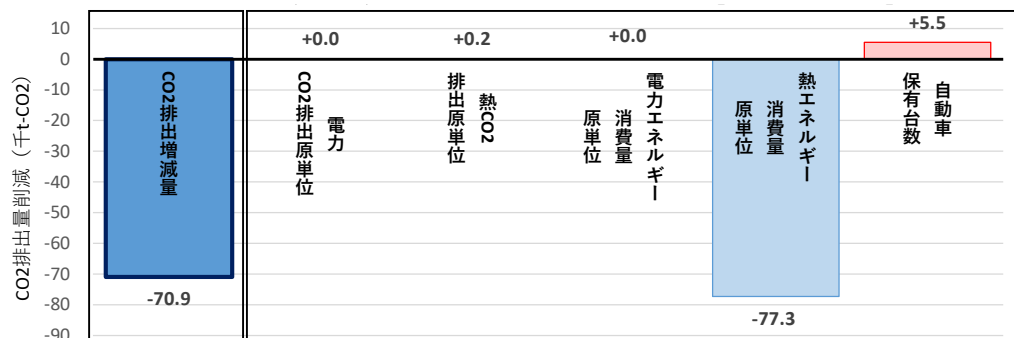 CO2排出量削減（千t-CO2）
10
0
-10
-20
-30
-40
-50
-60
-70
-80
-90
CO2排出増減量
-70.9
+0.0
電力
CO2排出原単位
+0.2
熱CO2
排出原単位
+0.0
電力エネルギー
消費量
原単位
熱エネルギー
消費量
原単位
-77.3
+5.5
自動車
保有台数